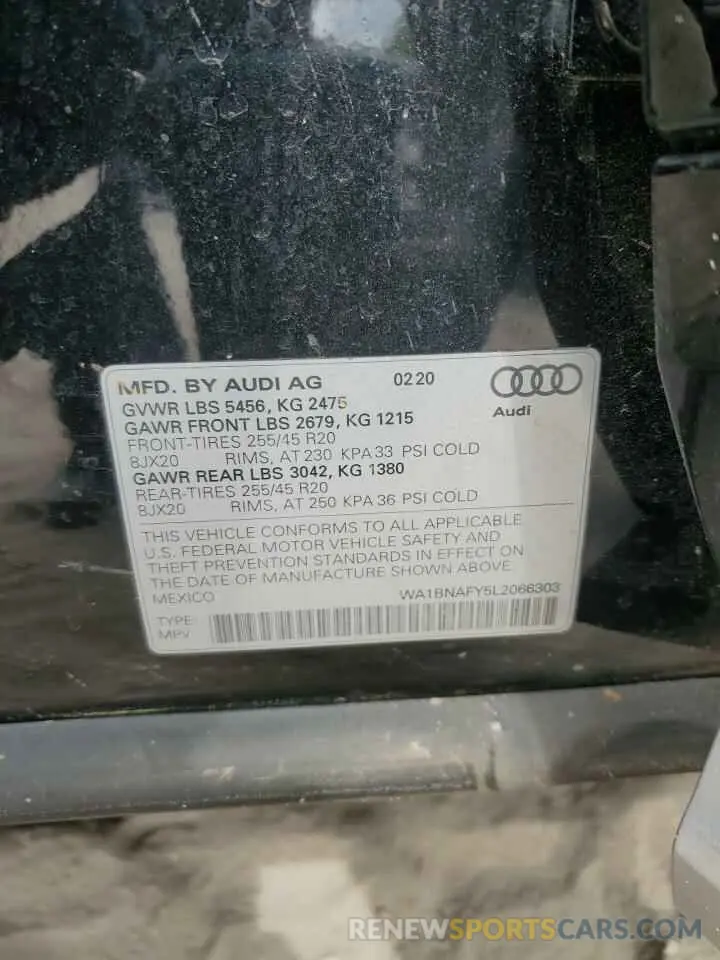 MFD. BY AUDI AG 02 20
GVWR LBS 5456, KG 2475
GAWR FRONT LBS 2679, KG 1215
FRONT-TIRES 255/45 R20
8JX20 RIMS, AT 230 KPA 33 PSI COLD
GAWR REAR LBS 3042, KG 1380
REAR-TIRES 255/45 R20
8JX20 RIMS, AT 250 KPA 36 PSI COLD
Audi
THIS VEHICLE CONFORMS TO ALL APPLICABLE
U.S. FEDERAL MOTOR VEHICLE SAFETY AND
THEFT PREVENTION STANDARDS IN EFFECT ON
THE DATE OF MANUFACTURE SHOWN ABOVE
MEXICO WA1BNAFY5L2066303
TYPE:
MPV
RENEWSPORTSCARS.COM